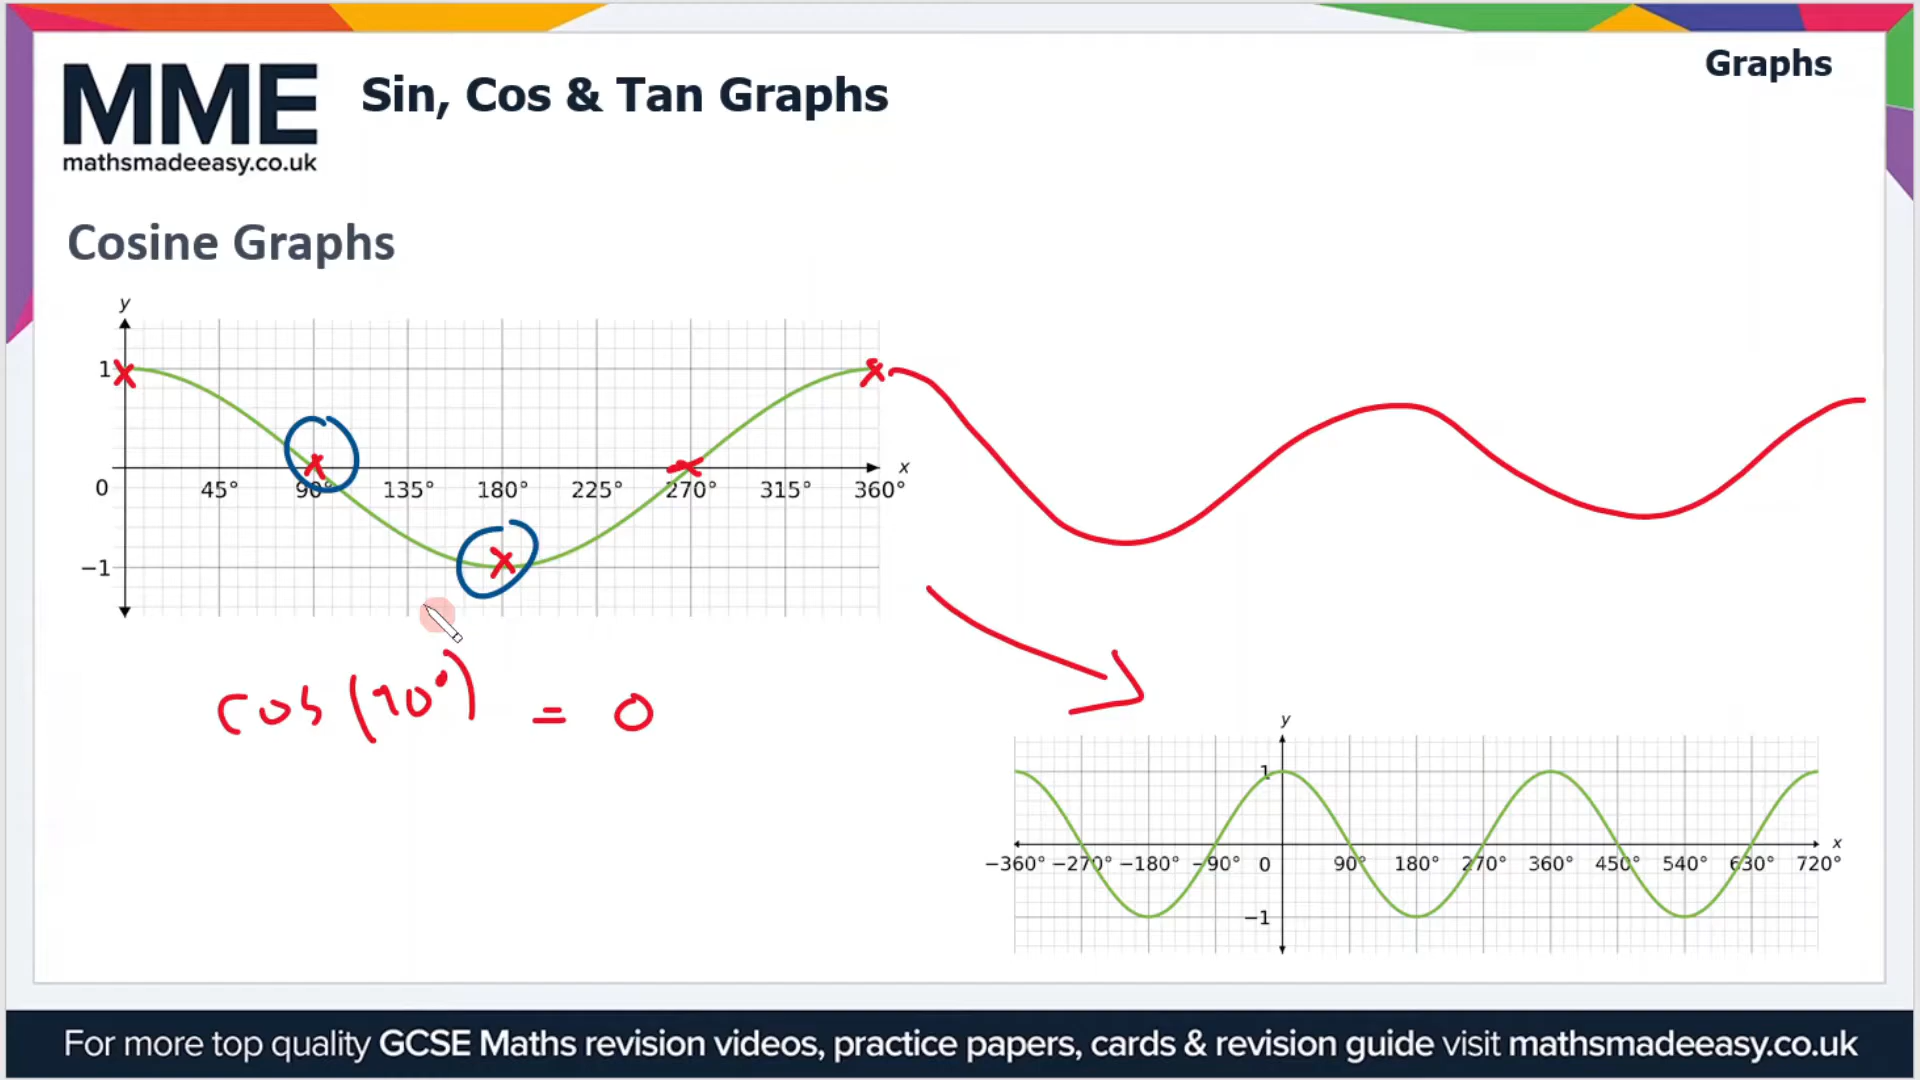 Graphs
MME
mathsmadeeasy.co.uk
Sin, Cos & Tan Graphs
Cosine Graphs
y
1
x
0 45° 90° 135° 180° 225° 270° 315° 360°
−1
cos(90°) = 0
y
1
x
−360° −270° −180° −90° 0 90° 180° 270° 360° 450° 540° 630° 720°
−1
For more top quality GCSE Maths revision videos, practice papers, cards & revision guide visit mathsmadeeasy.co.uk